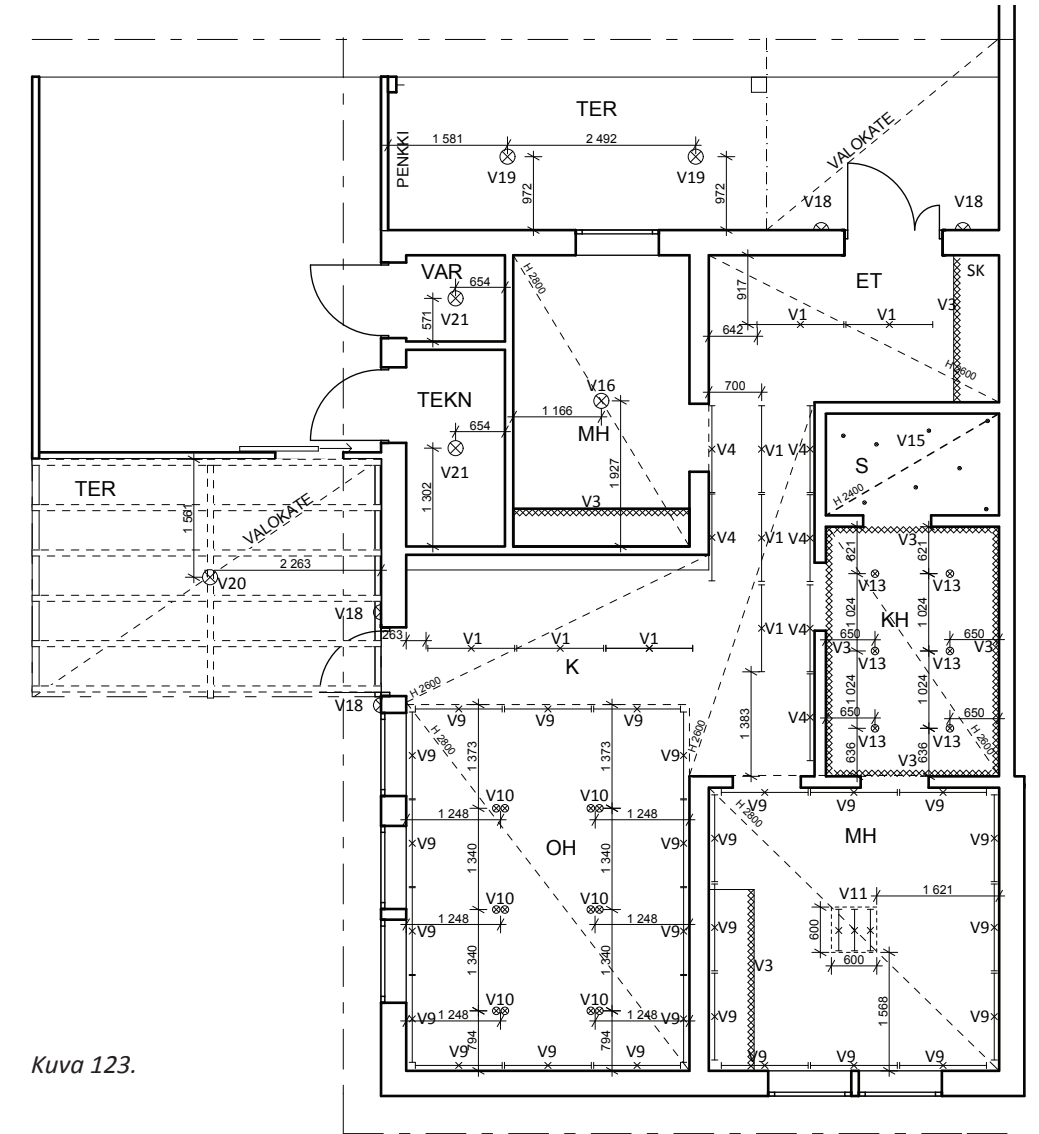 TER
PENKKI
1 581
2 492
V19
V19
972
972
VALOKATE
V18
V18
VAR
654
571
V21
H 2800
917
ET
SK
V3
V1
V1
642
H 2600
TEKN
654
V21
1 302
V16
1 166
MH
1 927
V3
700
V4
V1
V4
V4
V1
V4
V1
V4
V4
V15
S
H 2400
TER
VALOKATE
1 561
2 263
V20
V18
263
V18
V1
V1
V1
K
H 2600
H 2600
1 383
621
V3
621
V13
V13
1 024
1 024
KH
650
650
V3
V3
V13
V13
1 024
1 024
650
650
V13
V13
H 2600
636
V3
636
V9
V9
V9
H 2800
V9
V9
1 373
1 373
V10
V10
1 248
1 248
V9
V9
OH
1 340
1 340
V10
V10
1 248
1 248
V9
V9
1 340
1 340
V10
V10
V9
1 248
1 248
V9
794
794
V9
V9
V9
V9
V9
V9
H 2800
MH
V9
V9
V11
1 621
600
600
V9
V9
V3
1 568
V9
V9
V9
V9
V9
Kuva 123.